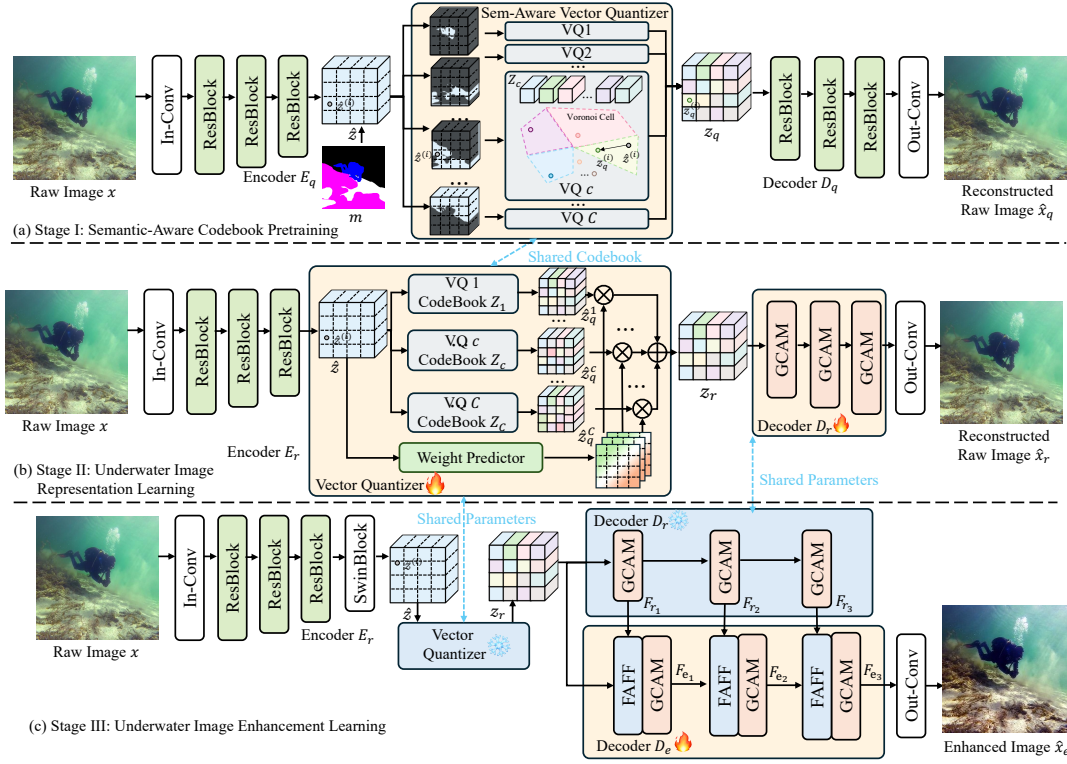 Sem-Aware Vector Quantizer
VQ1
VQ2
...
Z_c
...
Voronoi Cell
z_q^(i)
ẑ^(i)
...
VQ c
...
VQ C
In-Conv
ResBlock
ResBlock
ResBlock
ẑ^(i)
ẑ
Encoder E_q
m
...
ẑ^(i)
...
z_q^(i)
z_q
ResBlock
ResBlock
ResBlock
Out-Conv
Decoder D_q
Raw Image x
Reconstructed
Raw Image x̂_q
(a) Stage I: Semantic-Aware Codebook Pretraining
Shared Codebook
In-Conv
ResBlock
ResBlock
ResBlock
ẑ^(i)
ẑ
VQ 1
CodeBook Z_1
ẑ_q^1
...
VQ c
CodeBook Z_c
ẑ_q^c
...
...
VQ C
CodeBook Z_C
ẑ_q^C
...
Weight Predictor
Vector Quantizer
z_r
GCAM
GCAM
GCAM
Out-Conv
Decoder D_r
Raw Image x
Encoder E_r
Reconstructed
Raw Image x̂_r
(b) Stage II: Underwater Image
Representation Learning
Shared Parameters
Shared Parameters
In-Conv
ResBlock
ResBlock
ResBlock
SwinBlock
ẑ^(i)
ẑ
z_r
Encoder E_r
Vector
Quantizer
Decoder D_r
GCAM
GCAM
GCAM
F_r1
F_r2
F_r3
FAFF
GCAM
F_e1
FAFF
GCAM
F_e2
FAFF
GCAM
F_e3
Out-Conv
Decoder D_e
Raw Image x
Enhanced Image x̂_e
(c) Stage III: Underwater Image Enhancement Learning